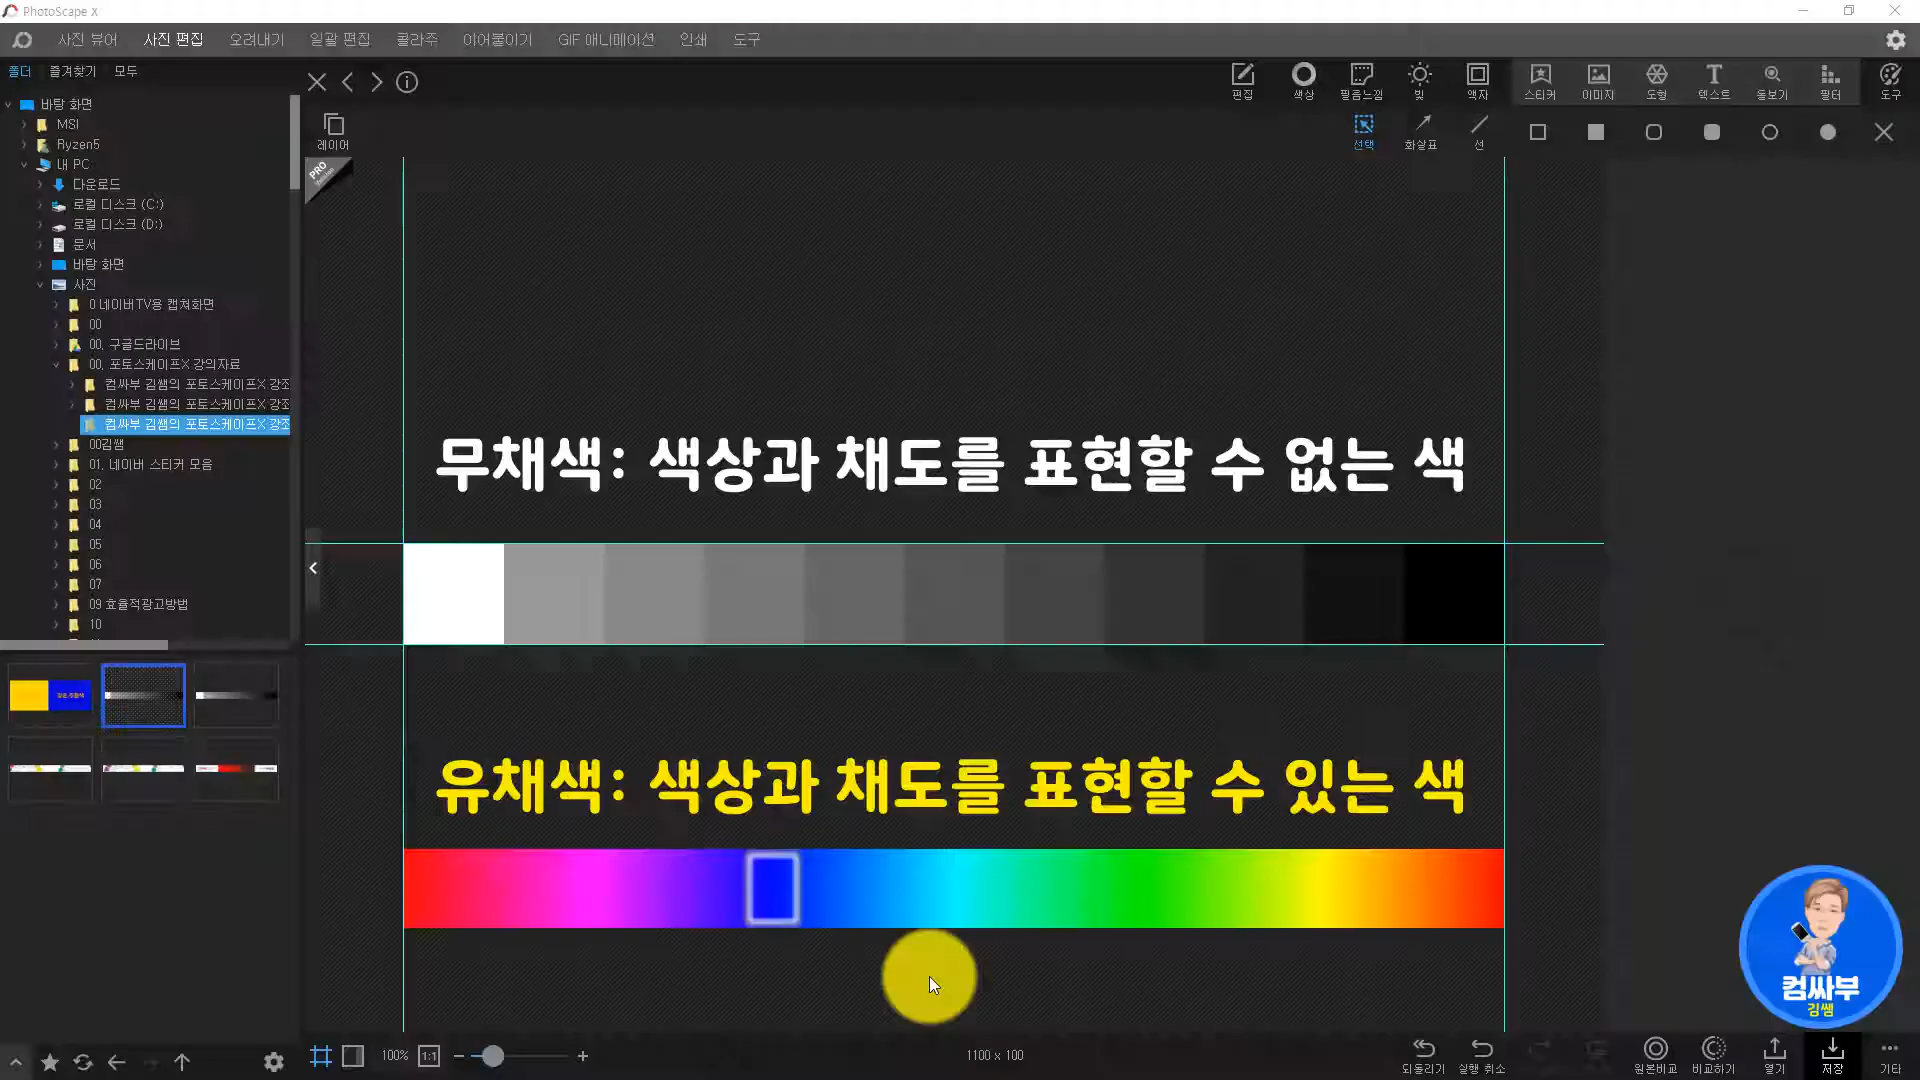 PhotoScape X
사진 뷰어 사진 편집 오려내기 일괄 편집 콜라주 이어붙이기 GIF 애니메이션 인쇄 도구
폴더 즐겨찾기 모두
편집 색상 필름느낌 빛 액자 스티커 이미지 도형 텍스트 돋보기 필터 도구
레이어
선택 화살표 선
PRO
Version
바탕 화면
MSI
Ryzen5
내 PC
다운로드
로컬 디스크 (C:)
로컬 디스크 (D:)
문서
바탕 화면
사진
0 네이버TV용 캡쳐화면
00
00. 구글드라이브
00. 포토스케이프X 강의자료
컴싸부 김쌤의 포토스케이프X 강조
컴싸부 김쌤의 포토스케이프X 강조
컴싸부 김쌤의 포토스케이프X 강조
00김쌤
01. 네이버 스티커 모음
02
03
04
05
06
07
09 효율적광고방법
10
무채색: 색상과 채도를 표현할 수 없는 색
유채색: 색상과 채도를 표현할 수 있는 색
컴싸부
김쌤
100% 1:1
1100 x 100
되돌리기 실행 취소 원본비교 비교하기 열기 저장 기타